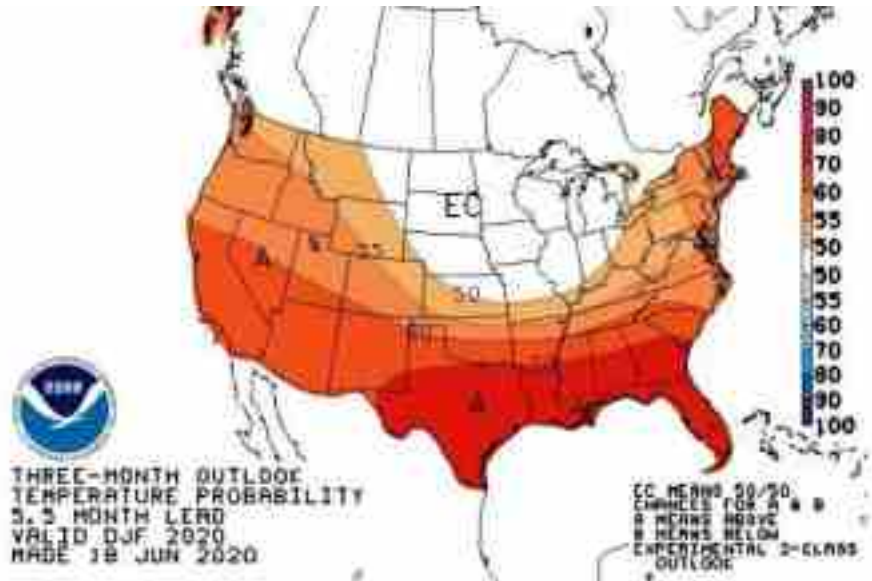 EC
A
55
50
A
100
90
80
70
60
55
50
50
55
60
70
80
90
100
THREE-MONTH OUTLOOK
TEMPERATURE PROBABILITY
5.5 MONTH LEAD
VALID DJF 2020
MADE 18 JUN 2020
EC MEANS 50/50
CHANCES FOR A & B
A MEANS ABOVE
B MEANS BELOW
EXPERIMENTAL 2-CLASS
OUTLOOK